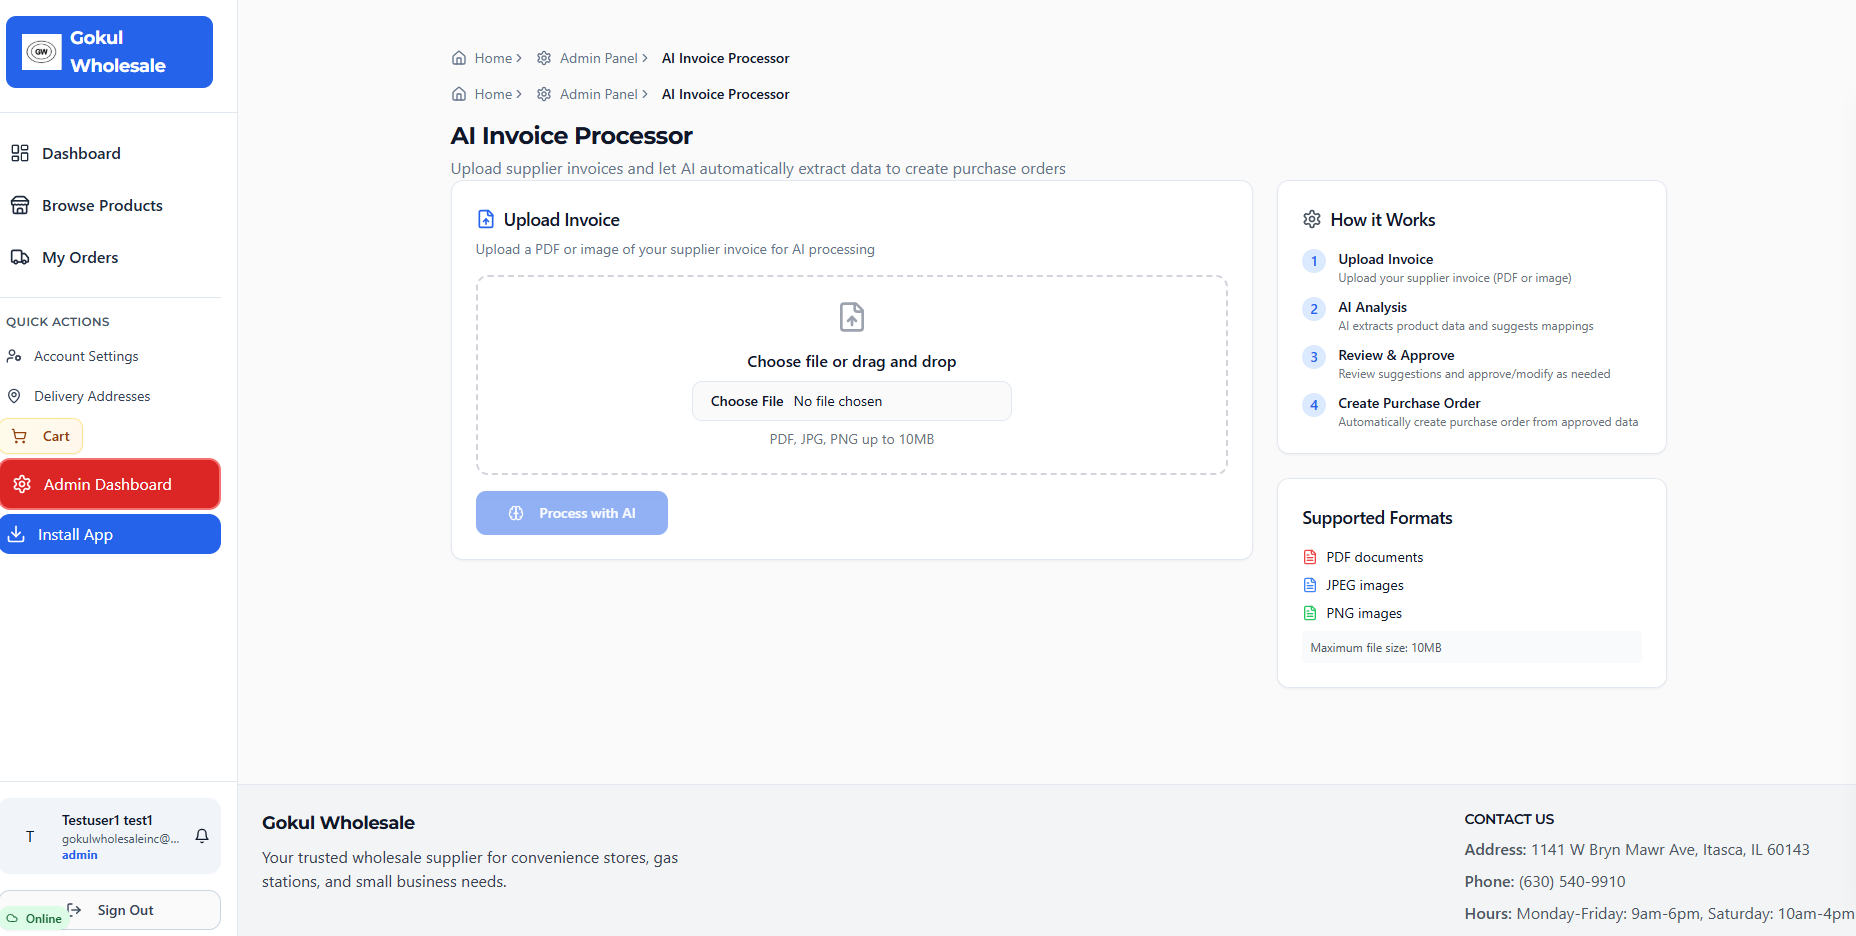 GW
Gokul
Wholesale
Dashboard
Browse Products
My Orders
QUICK ACTIONS
Account Settings
Delivery Addresses
Cart
Admin Dashboard
Install App
Testuser1 test1
T
gokulwholesaleinc@...
admin
Sign Out
Online
Home > Admin Panel > AI Invoice Processor
Home > Admin Panel > AI Invoice Processor
AI Invoice Processor
Upload supplier invoices and let AI automatically extract data to create purchase orders
Upload Invoice
Upload a PDF or image of your supplier invoice for AI processing
Choose file or drag and drop
Choose File No file chosen
PDF, JPG, PNG up to 10MB
Process with AI
How it Works
1 Upload Invoice
Upload your supplier invoice (PDF or image)
2 AI Analysis
AI extracts product data and suggests mappings
3 Review & Approve
Review suggestions and approve/modify as needed
4 Create Purchase Order
Automatically create purchase order from approved data
Supported Formats
PDF documents
JPEG images
PNG images
Maximum file size: 10MB
Gokul Wholesale
Your trusted wholesale supplier for convenience stores, gas
stations, and small business needs.
CONTACT US
Address: 1141 W Bryn Mawr Ave, Itasca, IL 60143
Phone: (630) 540-9910
Hours: Monday-Friday: 9am-6pm, Saturday: 10am-4pm